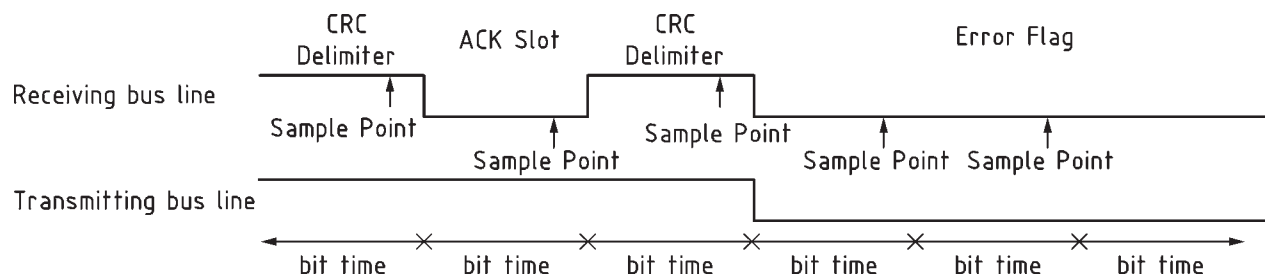 CRC
Delimiter
ACK Slot
CRC
Delimiter
Error Flag
Receiving bus line
Sample Point
Sample Point
Sample Point
Sample Point
Sample Point
Transmitting bus line
bit time
bit time
bit time
bit time
bit time
bit time